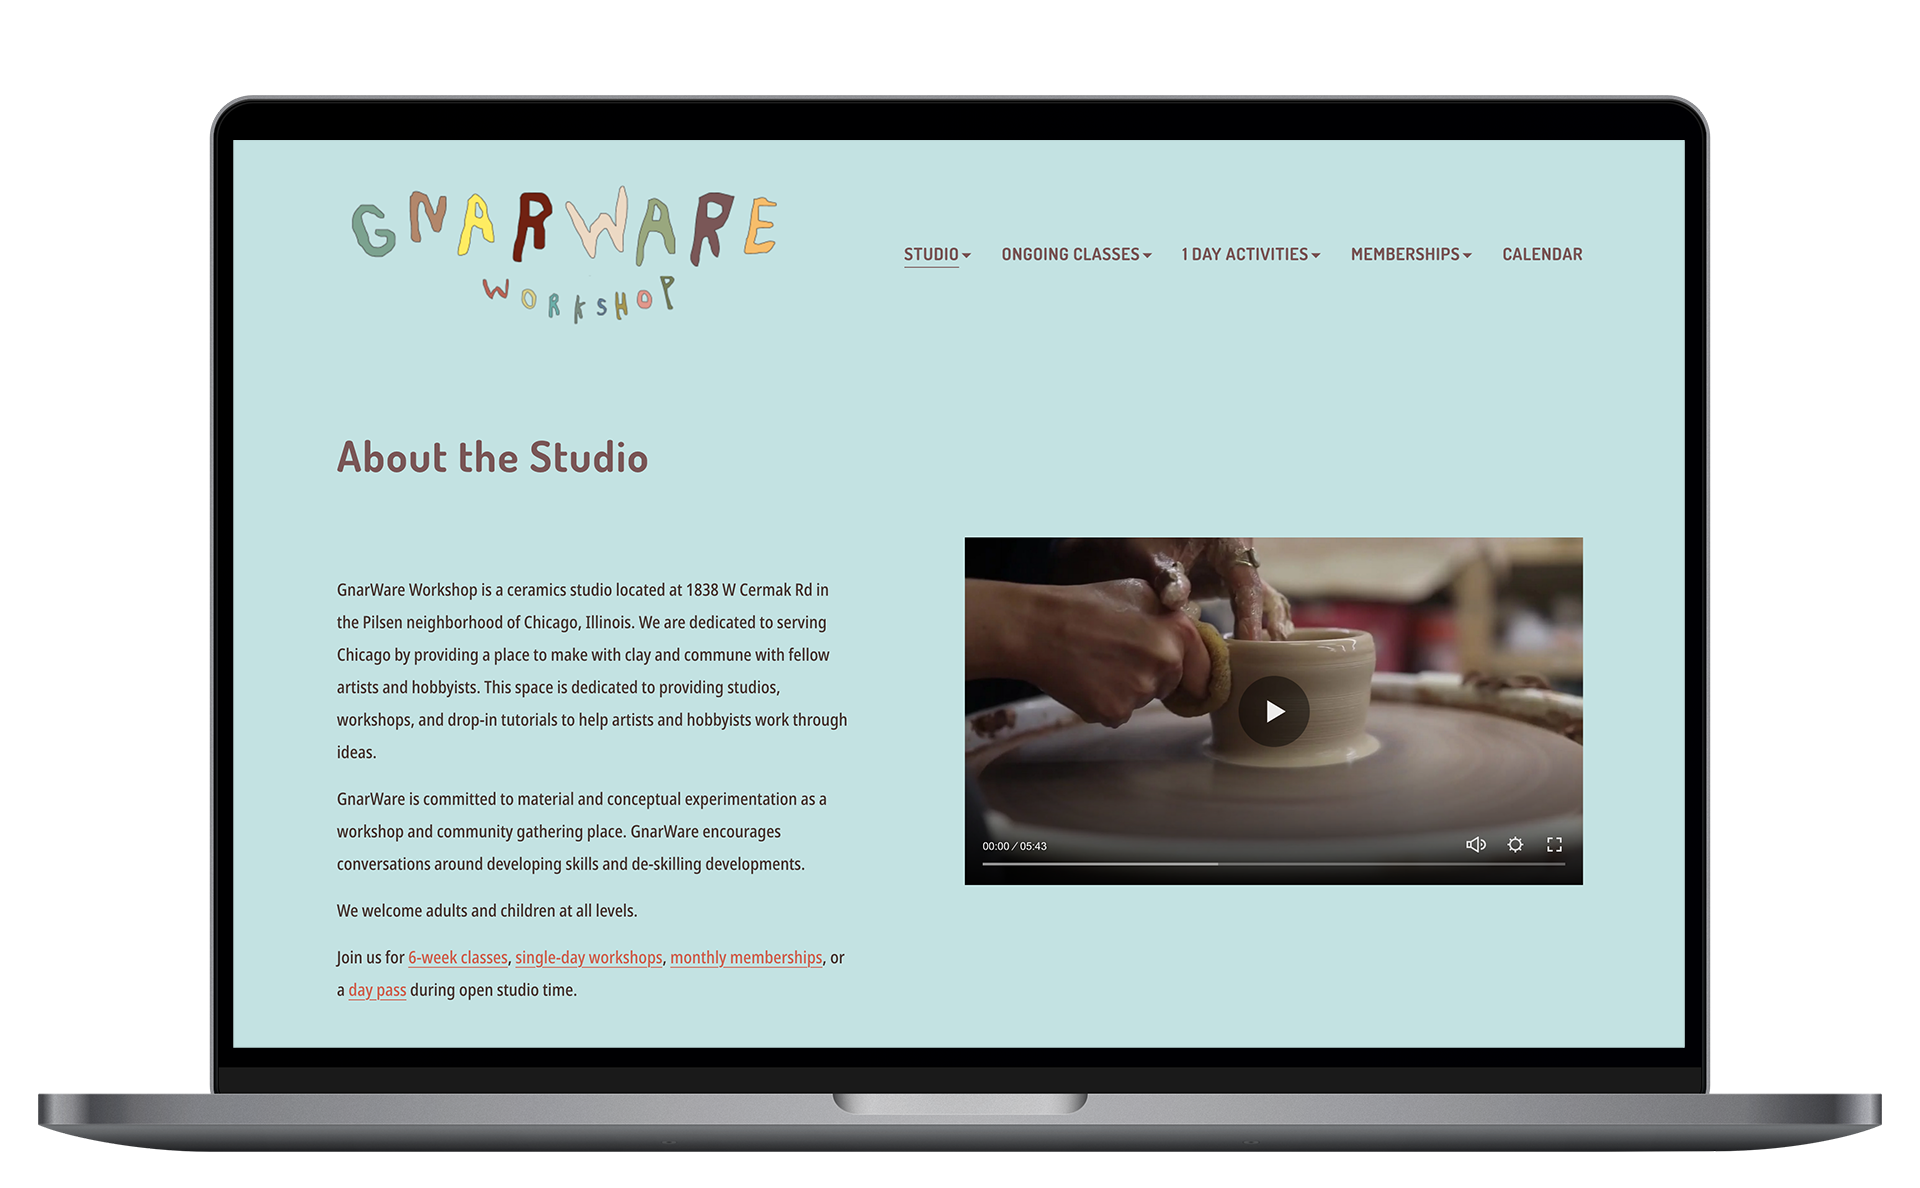 GNARWARE
WORKSHOP
STUDIO ONGOING CLASSES 1 DAY ACTIVITIES MEMBERSHIPS CALENDAR
About the Studio
GnarWare Workshop is a ceramics studio located at 1838 W Cermak Rd in
the Pilsen neighborhood of Chicago, Illinois. We are dedicated to serving
Chicago by providing a place to make with clay and commune with fellow
artists and hobbyists. This space is dedicated to providing studios,
workshops, and drop-in tutorials to help artists and hobbyists work through
ideas.
GnarWare is committed to material and conceptual experimentation as a
workshop and community gathering place. GnarWare encourages
conversations around developing skills and de-skilling developments.
We welcome adults and children at all levels.
Join us for 6-week classes, single-day workshops, monthly memberships, or
a day pass during open studio time.
00:00 / 05:43